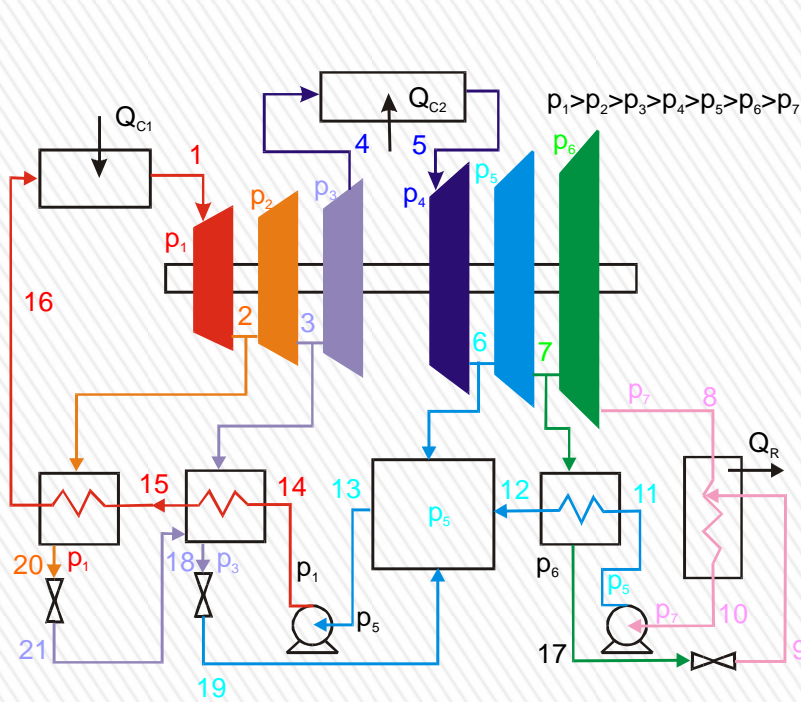 p₁>p₂>p₃>p₄>p₅>p₆>p₇
Q_C2
Q_C1
4
5
p₆
1
p₅
p₃
p₄
p₂
p₁
16
2
3
6
7
p₇
8
Q_R
15
14
13
12
11
p₅
20
p₁
18
p₃
p₁
p₆
p₅
p₅
p₇
10
21
17
9
19